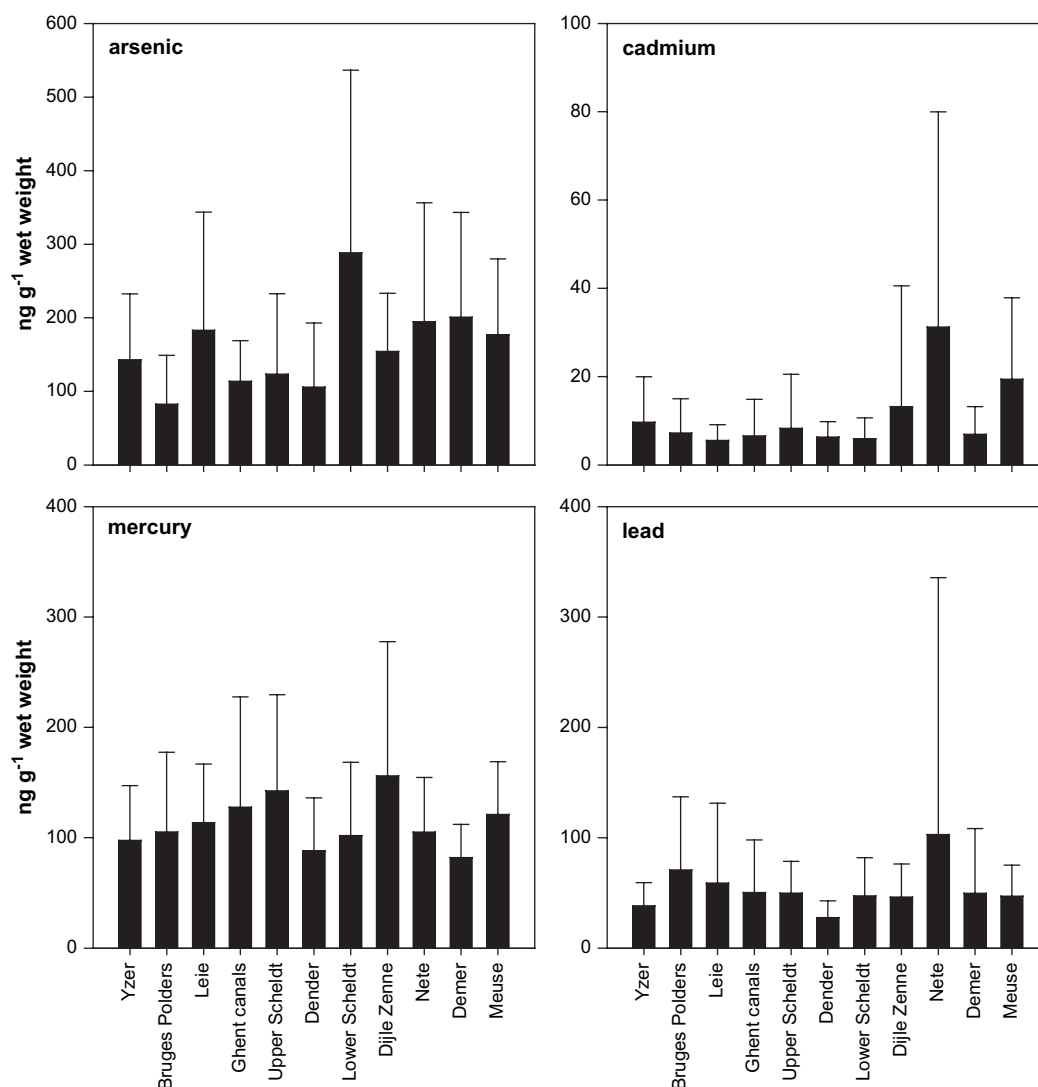 arsenic
ng g-1 wet weight
600
500
400
300
200
100
0
cadmium
100
80
60
40
20
0
mercury
ng g-1 wet weight
400
300
200
100
0
Yzer
Bruges Polders
Leie
Ghent canals
Upper Scheldt
Dender
Lower Scheldt
Dijle Zenne
Nete
Demer
Meuse
lead
400
300
200
100
0
Yzer
Bruges Polders
Leie
Ghent canals
Upper Scheldt
Dender
Lower Scheldt
Dijle Zenne
Nete
Demer
Meuse